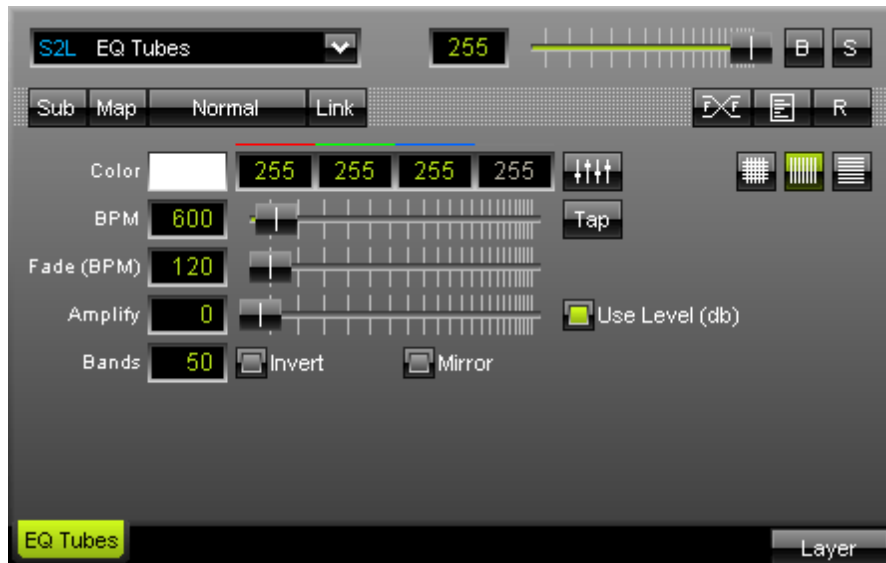 S2L EQ Tubes 255 B S
Sub Map Normal Link R
Color 255 255 255 255
BPM 600 Tap
Fade (BPM) 120
Amplify 0 Use Level (db)
Bands 50 Invert Mirror
EQ Tubes Layer